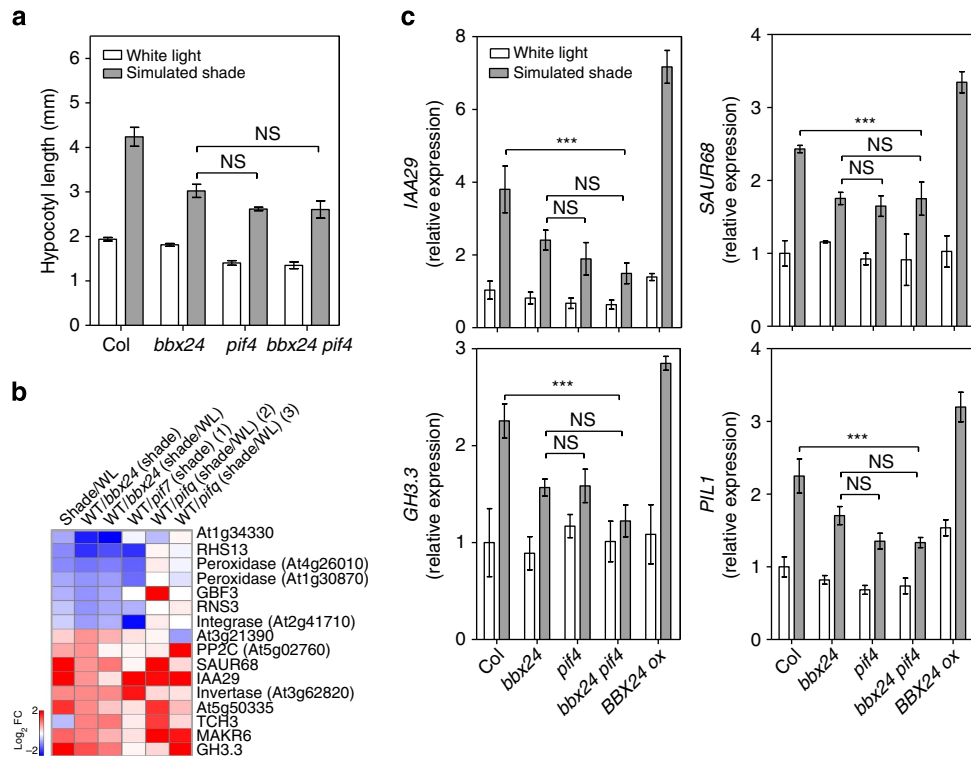 a
6
5
4
3
2
1
0
Hypocotyl length (mm)
White light
Simulated shade
NS
NS
Col
bbx24
pif4
bbx24 pif4
b
Shade/WL
WT/bbx24 (shade)
WT/bbx24 (shade/WL)
WT/pif7 (shade) (1)
WT/pifq (shade/WL) (2)
WT/pifq (shade/WL) (3)
At1g34330
RHS13
Peroxidase (At4g26010)
Peroxidase (At1g30870)
GBF3
RNS3
Integrase (At2g41710)
At3g21390
PP2C (At5g02760)
SAUR68
IAA29
Invertase (At3g62820)
At5g50335
TCH3
MAKR6
GH3.3
2
−2
Log2 FC
c
8
6
4
2
0
IAA29
(relative expression)
White light
Simulated shade
***
NS
NS
4
3
2
1
0
SAUR68
(relative expression)
***
NS
NS
3
2
1
0
GH3.3
(relative expression)
***
NS
NS
Col
bbx24
pif4
bbx24 pif4
BBX24 ox
4
3
2
1
0
PIL1
(relative expression)
***
NS
NS
Col
bbx24
pif4
bbx24 pif4
BBX24 ox